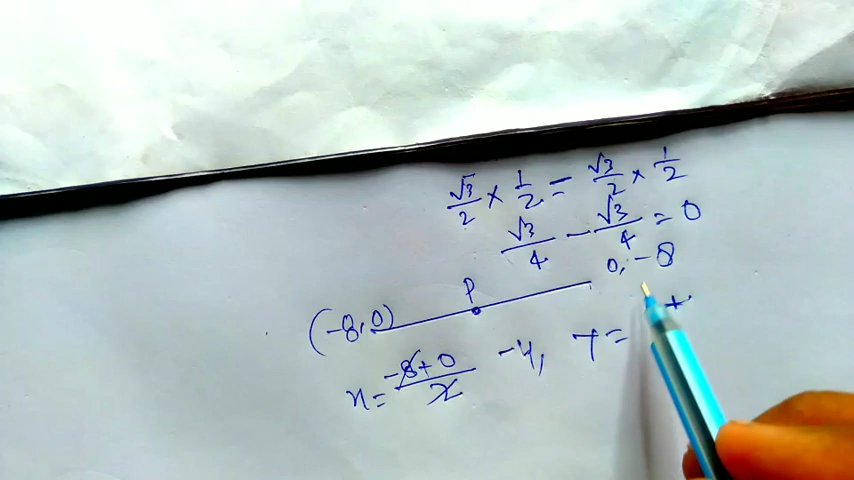 √3/2 × 1/2 = √3/2 × 1/2
√3/4 - √3/4 = 0
0, -8
P
(-8, 0)
x = -8+0/2 -4, y =
+